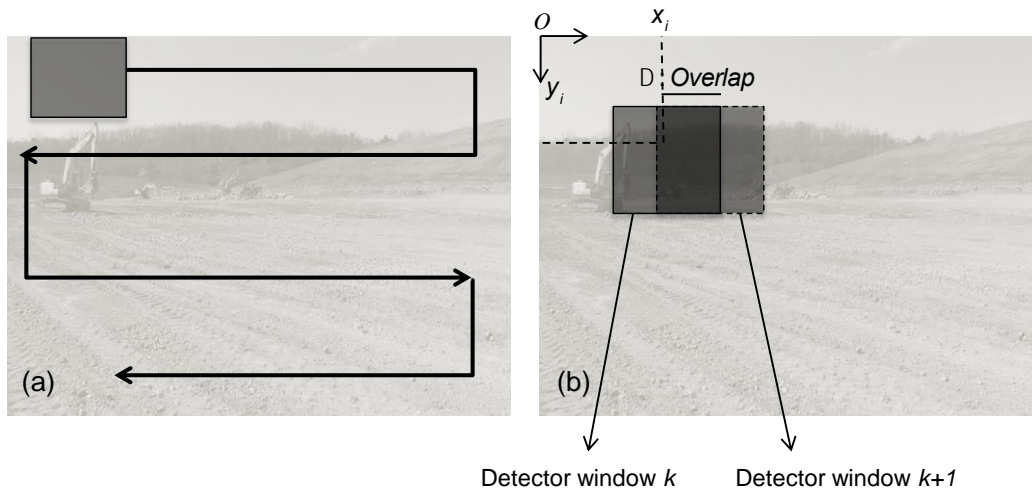 O
x i
y i
D Overlap
(a)
(b)
Detector window k
Detector window k+1